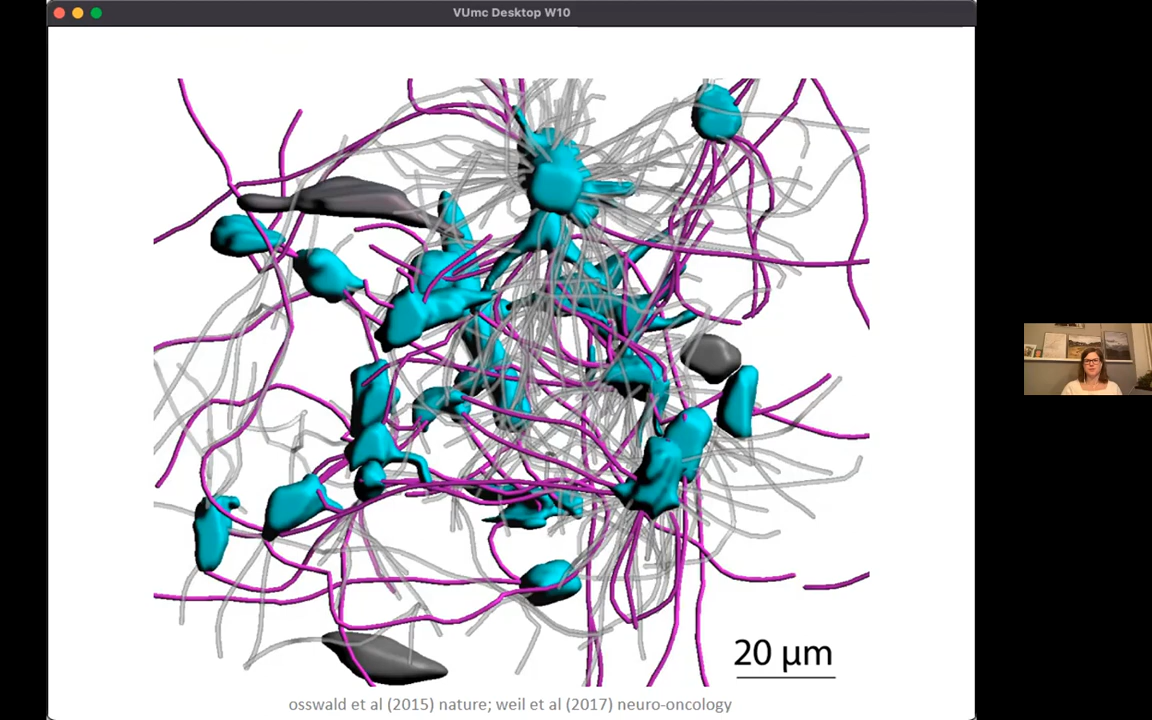 VUmc Desktop W10
20 µm
osswald et al (2015) nature; weil et al (2017) neuro-oncology